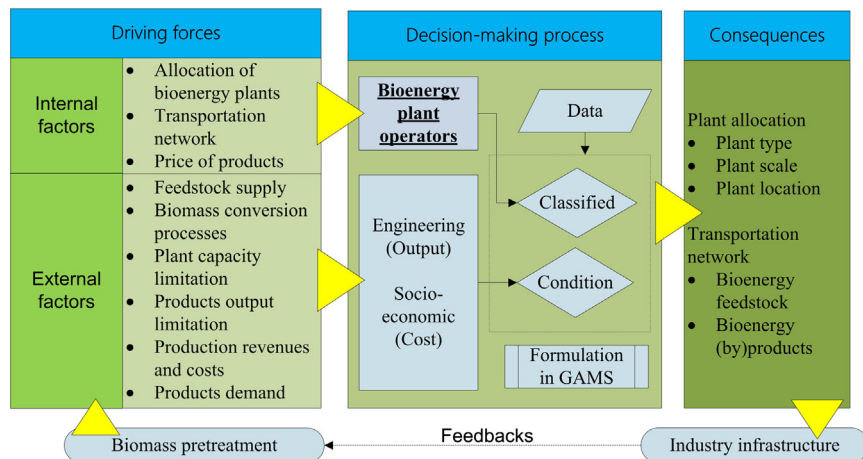 Driving forces
Internal
factors
• Allocation of
bioenergy plants
• Transportation
network
• Price of products
External
factors
• Feedstock supply
• Biomass conversion
processes
• Plant capacity
limitation
• Products output
limitation
• Production revenues
and costs
• Products demand
Decision-making process
Bioenergy
plant
operators
Data
Classified
Engineering
(Output)
Socio-
economic
(Cost)
Condition
Formulation
in GAMS
Consequences
Plant allocation
• Plant type
• Plant scale
• Plant location
Transportation
network
• Bioenergy
feedstock
• Bioenergy
(by)products
Biomass pretreatment
Feedbacks
Industry infrastructure